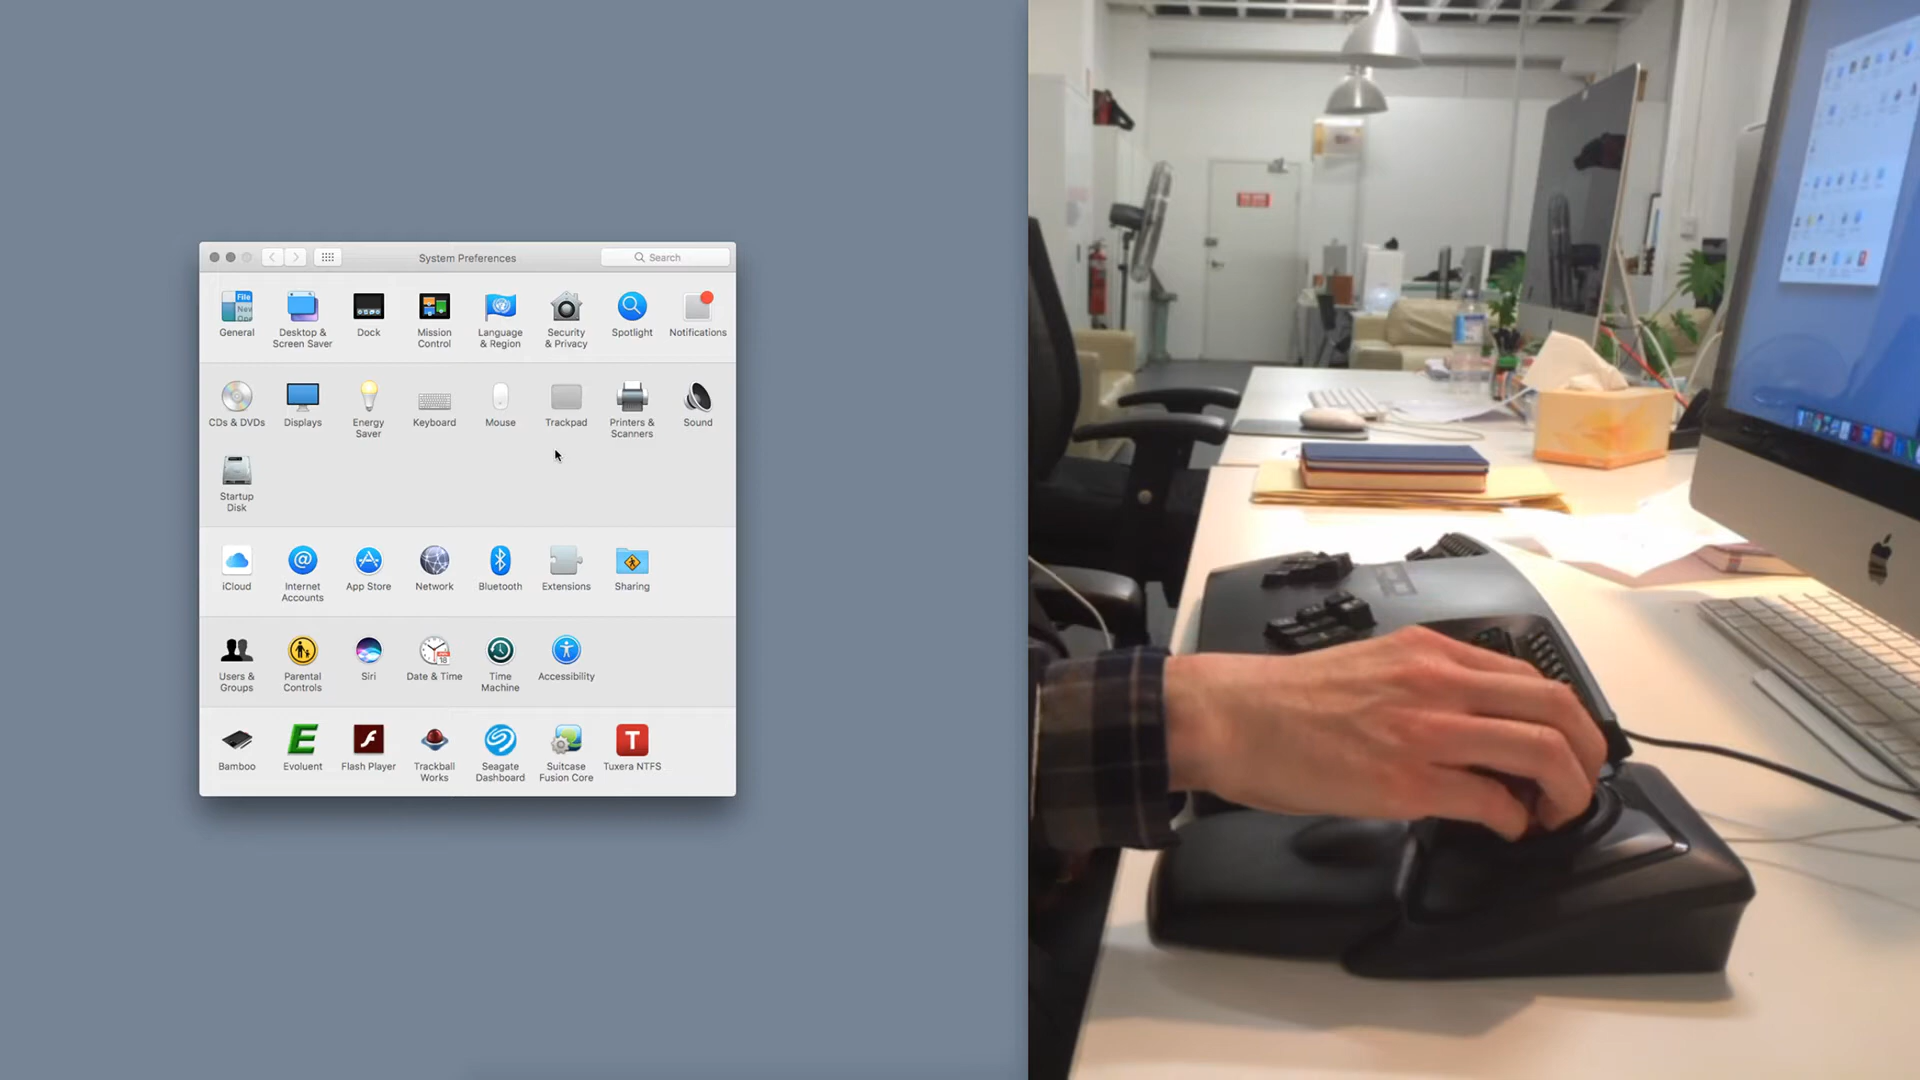 System Preferences
Search
General
Desktop &
Screen Saver
Dock
Mission
Control
Language
& Region
Security
& Privacy
Spotlight
Notifications
CDs & DVDs
Displays
Energy
Saver
Keyboard
Mouse
Trackpad
Printers &
Scanners
Sound
Startup
Disk
iCloud
Internet
Accounts
App Store
Network
Bluetooth
Extensions
Sharing
Users &
Groups
Parental
Controls
Siri
Date & Time
Time
Machine
Accessibility
Bamboo
Evoluent
Flash Player
Trackball
Works
Seagate
Dashboard
Suitcase
Fusion Core
Tuxera NTFS
File
New
18
E
T